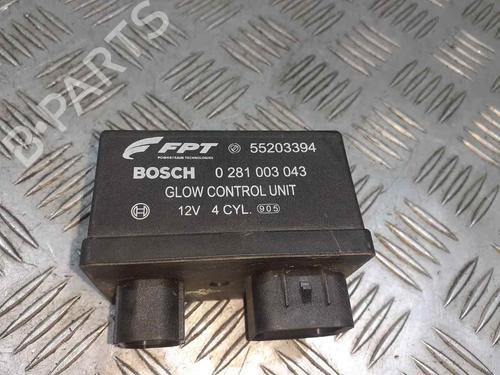 B-PARTS
FPT
POWERTRAIN TECHNOLOGIES
55203394
BOSCH 0 281 003 043
GLOW CONTROL UNIT
12V 4 CYL. 905